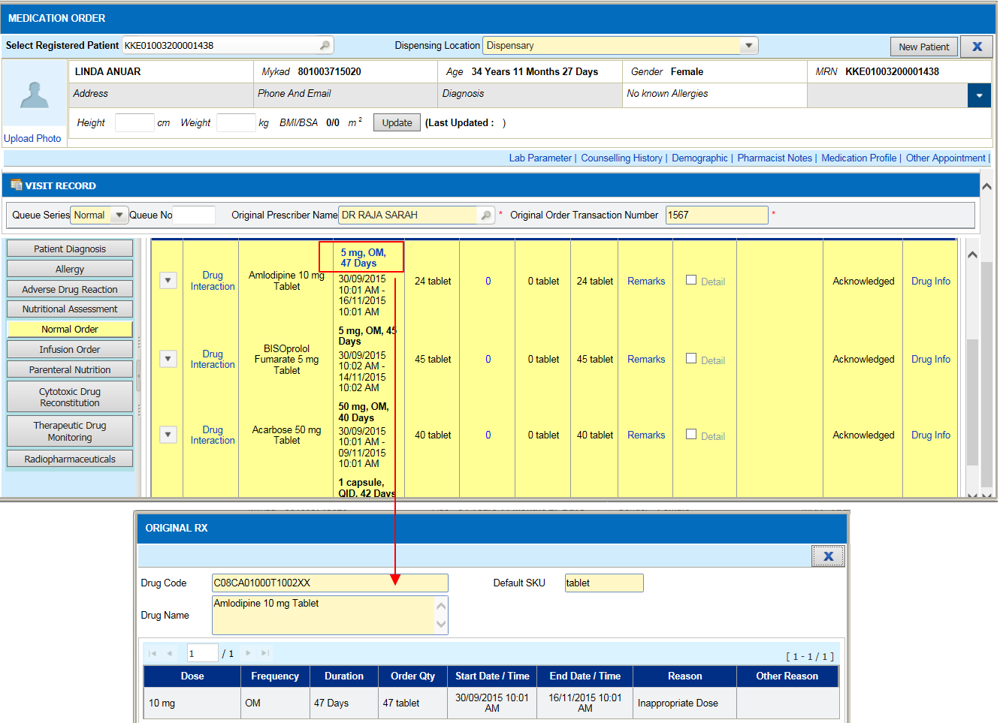 MEDICATION ORDER
Select Registered Patient KKE01003200001438 Dispensing Location Dispensary New Patient X
LINDA ANUAR Mykad 801003715020 Age 34 Years 11 Months 27 Days Gender Female MRN KKE01003200001438
Address Phone And Email Diagnosis No known Allergies
Height cm Weight kg BMI/BSA 0/0 m 2 Update (Last Updated : )
Upload Photo
Lab Parameter | Counselling History | Demographic | Pharmacist Notes | Medication Profile | Other Appointment |
VISIT RECORD
Queue Series Normal Queue No Original Prescriber Name DR RAJA SARAH * Original Order Transaction Number 1567 *
Patient Diagnosis
Allergy
Adverse Drug Reaction
Nutritional Assessment
Normal Order
Infusion Order
Parenteral Nutrition
Cytotoxic Drug
Reconstitution
Therapeutic Drug
Monitoring
Radiopharmaceuticals
Drug
Interaction
Amlodipine 10 mg
Tablet
5 mg, OM,
47 Days
30/09/2015
10:01 AM -
16/11/2015
10:01 AM
24 tablet 0 0 tablet 24 tablet Remarks Detail Acknowledged Drug Info
Drug
Interaction
BISOprolol
Fumarate 5 mg
Tablet
5 mg, OM, 45
Days
30/09/2015
10:02 AM -
14/11/2015
10:02 AM
45 tablet 0 0 tablet 45 tablet Remarks Detail Acknowledged Drug Info
Drug
Interaction
Acarbose 50 mg
Tablet
50 mg, OM,
40 Days
30/09/2015
10:01 AM -
09/11/2015
10:01 AM
40 tablet 0 0 tablet 40 tablet Remarks Detail Acknowledged Drug Info
1 capsule,
QID, 42 Days
ORIGINAL RX
X
Drug Code C08CA01000T1002XX Default SKU tablet
Drug Name Amlodipine 10 mg Tablet
1 / 1 [ 1 - 1 / 1 ]
Dose Frequency Duration Order Qty Start Date / Time End Date / Time Reason Other Reason
10 mg OM 47 Days 47 tablet 30/09/2015 10:01 AM 16/11/2015 10:01 AM Inappropriate Dose